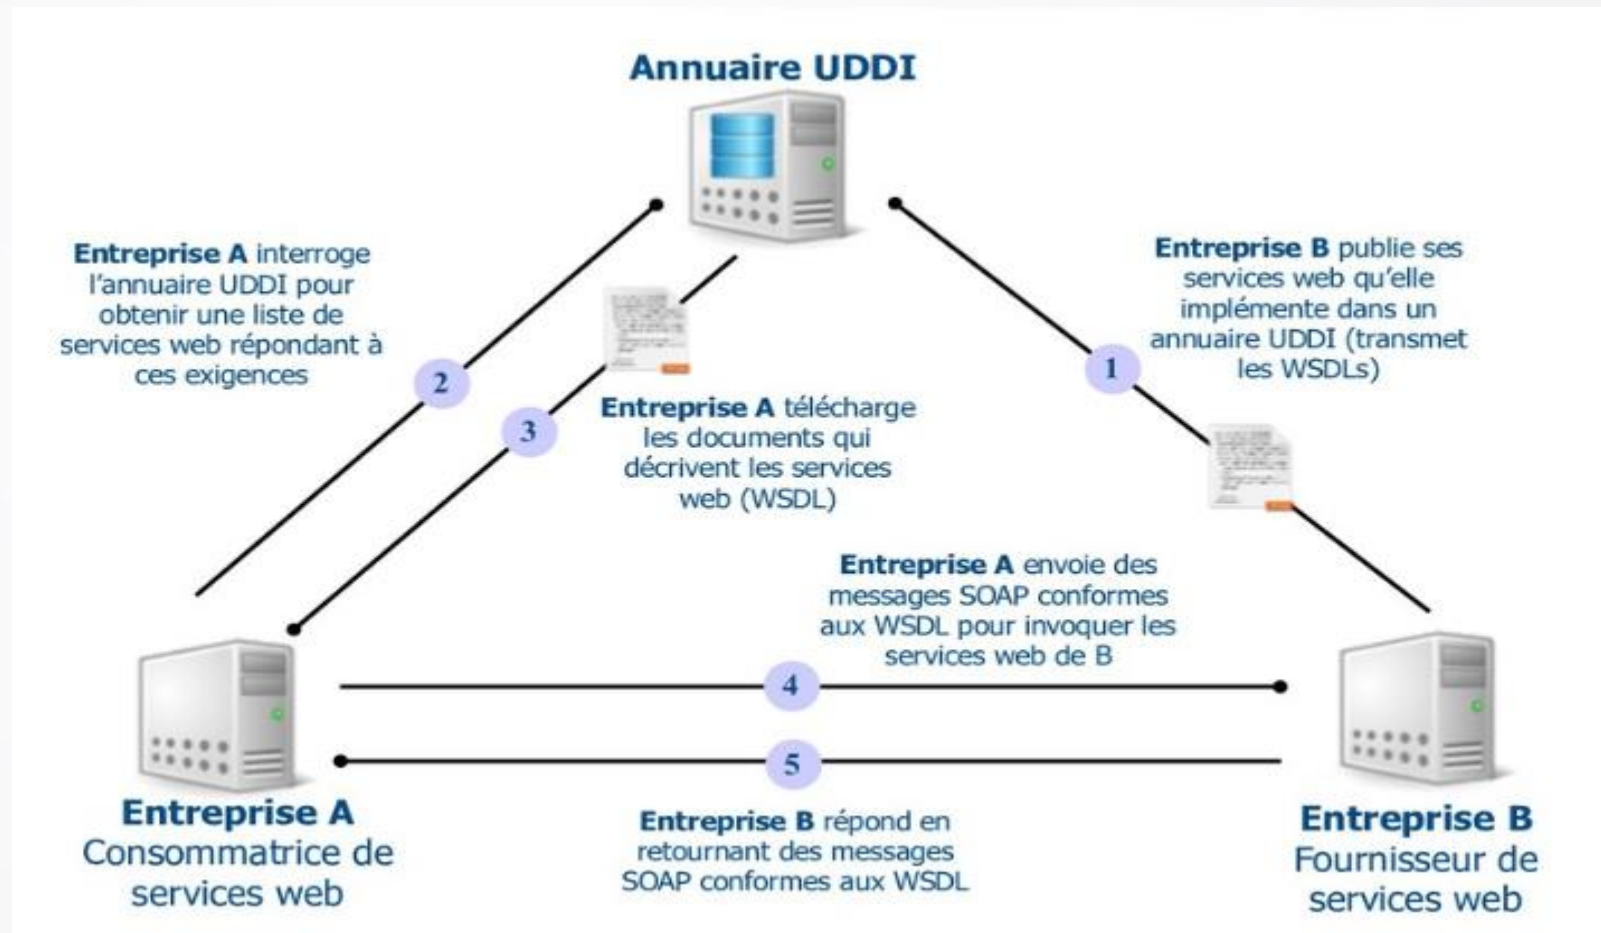 Annuaire UDDI
Entreprise A interroge
l'annuaire UDDI pour
obtenir une liste de
services web répondant à
ces exigences
Entreprise B publie ses
services web qu'elle
implémente dans un
annuaire UDDI (transmet
les WSDLs)
2
1
3
Entreprise A télécharge
les documents qui
décrivent les services
web (WSDL)
Entreprise A envoie des
messages SOAP conformes
aux WSDL pour invoquer les
services web de B
4
5
Entreprise B répond en
retournant des messages
SOAP conformes aux WSDL
Entreprise A
Consommatrice de
services web
Entreprise B
Fournisseur de
services web